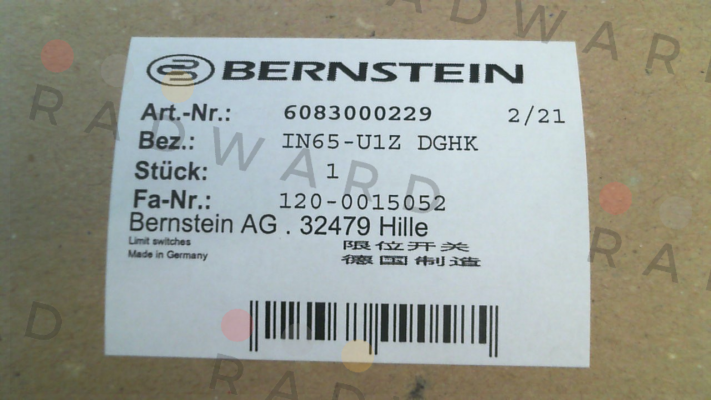 BERNSTEIN
Art.-Nr.: 6083000229 2/21
Bez.: IN65-U1Z DGHK
Stück: 1
Fa-Nr.: 120-0015052
Bernstein AG . 32479 Hille
Limit switches 限位开关
Made in Germany 德国制造
RADWARD